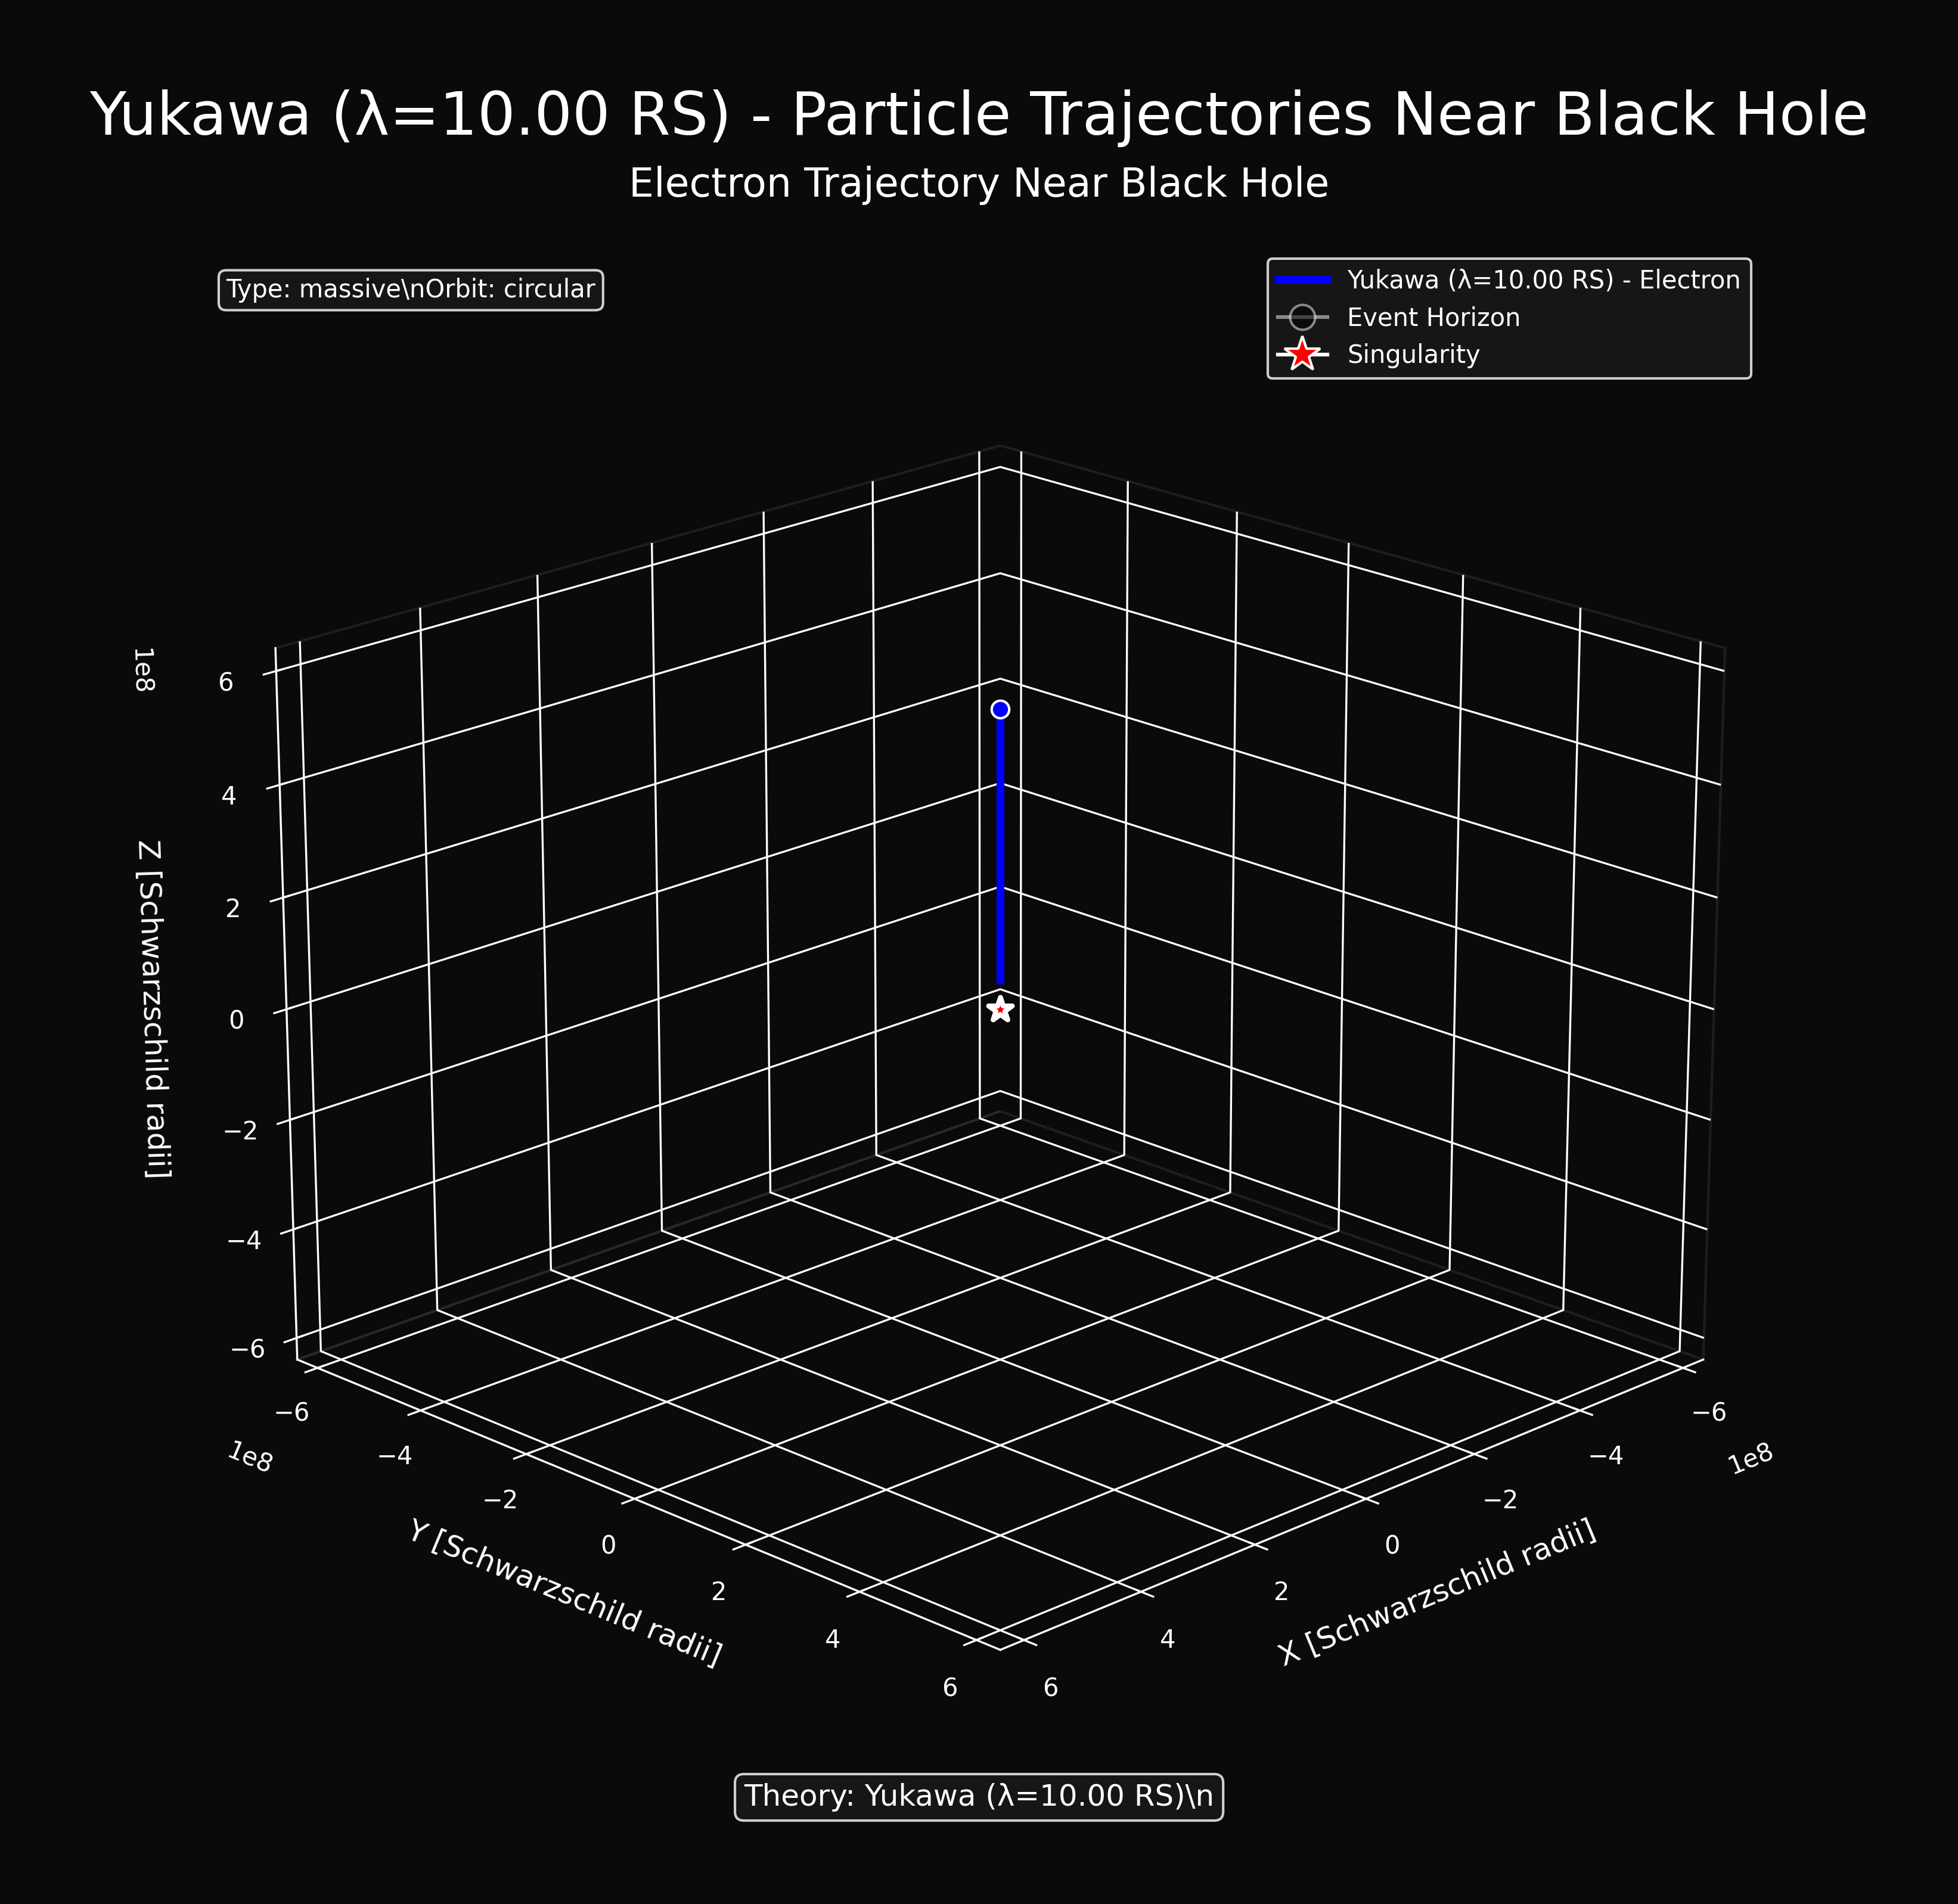 Yukawa (λ=10.00 RS) - Particle Trajectories Near Black Hole
Electron Trajectory Near Black Hole
Type: massive\nOrbit: circular
Yukawa (λ=10.00 RS) - Electron
Event Horizon
Singularity
1e8
6
4
2
0
−2
−4
−6
Z [Schwarzschild radii]
−6
−4
−2
0
2
4
6
1e8
Y [Schwarzschild radii]
6
4
2
0
−2
−4
−6
1e8
X [Schwarzschild radii]
Theory: Yukawa (λ=10.00 RS)\n